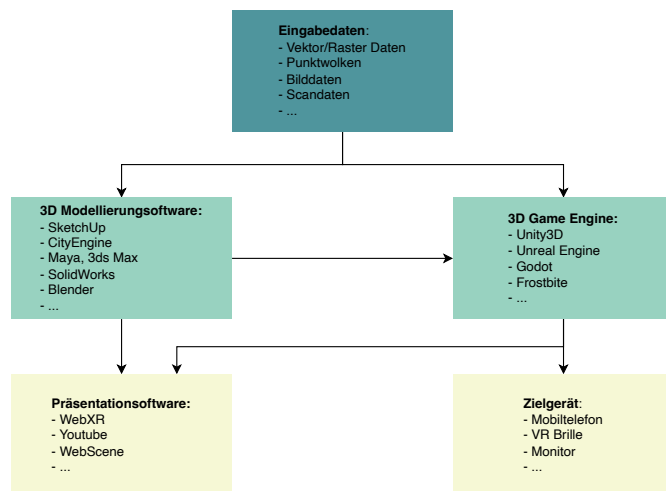 Eingabedaten:
- Vektor/Raster Daten
- Punktwolken
- Bilddaten
- Scandaten
- ...
3D Modellierungsoftware:
- SketchUp
- CityEngine
- Maya, 3ds Max
- SolidWorks
- Blender
- ...
3D Game Engine:
- Unity3D
- Unreal Engine
- Godot
- Frostbite
- ...
Präsentationsoftware:
- WebXR
- Youtube
- WebScene
- ...
Zielgerät:
- Mobiltelefon
- VR Brille
- Monitor
- ...